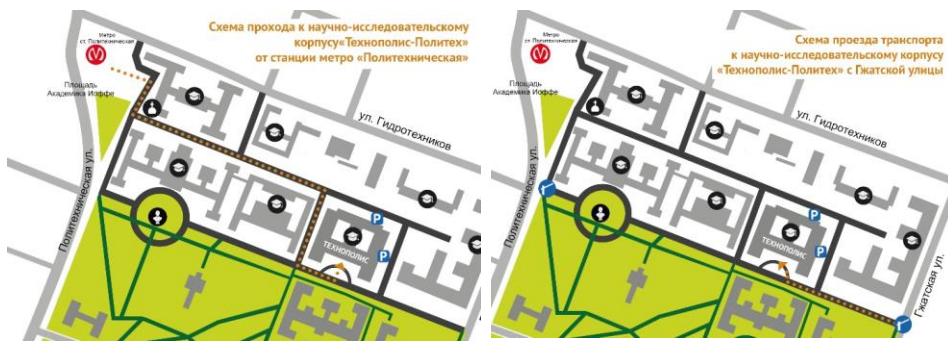 Схема прохода к научно-исследовательскому
корпусу«Технополис-Политех»
от станции метро «Политехническая»
Метро
ст. Политехническая
Площадь
Академика Иоффе
ул. Гидротехников
Политехническая ул.
P
P
ТЕХНОПОЛИС
Схема проезда транспорта
к научно-исследовательскому корпусу
«Технополис-Политех» с Гжатской улицы
Метро
ст. Политехническая
Площадь
Академика Иоффе
ул. Гидротехников
Политехническая ул.
P
P
ТЕХНОПОЛИС
Гжатская ул.